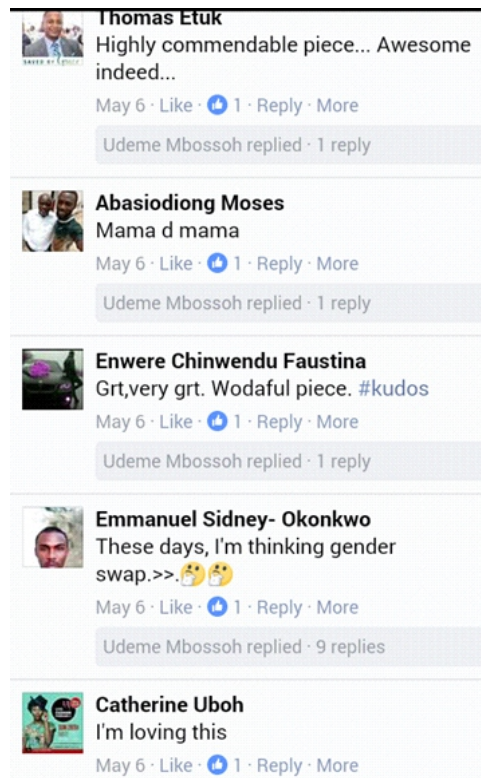 Thomas Etuk
Highly commendable piece... Awesome
indeed...
May 6 · Like · 1 · Reply · More
Udeme Mbossoh replied · 1 reply
Abasiodiong Moses
Mama d mama
May 6 · Like · 1 · Reply · More
Udeme Mbossoh replied · 1 reply
Enwere Chinwendu Faustina
Grt,very grt. Wodaful piece. #kudos
May 6 · Like · 1 · Reply · More
Udeme Mbossoh replied · 1 reply
Emmanuel Sidney- Okonkwo
These days, I'm thinking gender
swap.>>.🤔🤔
May 6 · Like · 1 · Reply · More
Udeme Mbossoh replied · 9 replies
Catherine Uboh
I'm loving this
May 6 · Like · 1 · Reply · More